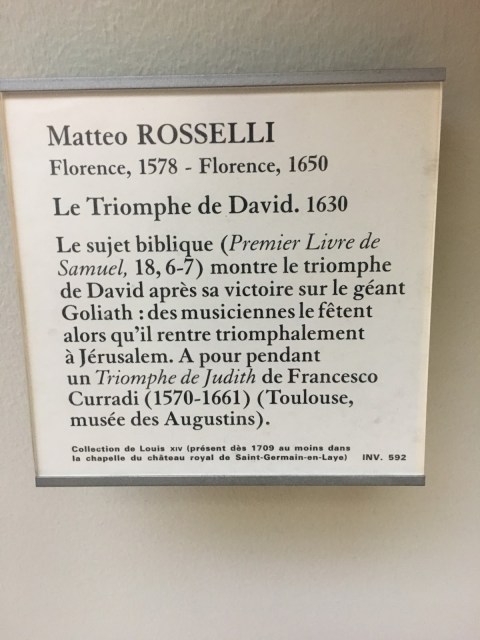 Matteo ROSSELLI
Florence, 1578 - Florence, 1650
Le Triomphe de David. 1630
Le sujet biblique (Premier Livre de
Samuel, 18, 6-7) montre le triomphe
de David après sa victoire sur le géant
Goliath : des musiciennes le fêtent
alors qu'il rentre triomphalement
à Jérusalem. A pour pendant
un Triomphe de Judith de Francesco
Curradi (1570-1661) (Toulouse,
musée des Augustins).
Collection de Louis XIV (présent dès 1709 au moins dans
la chapelle du château royal de Saint-Germain-en-Laye) INV. 592